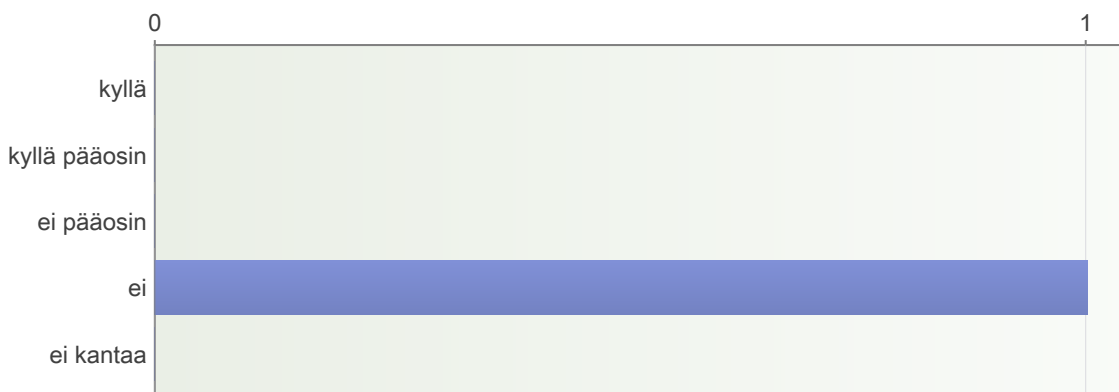 0 1
kyllä
kyllä pääosin
ei pääosin
ei
ei kantaa